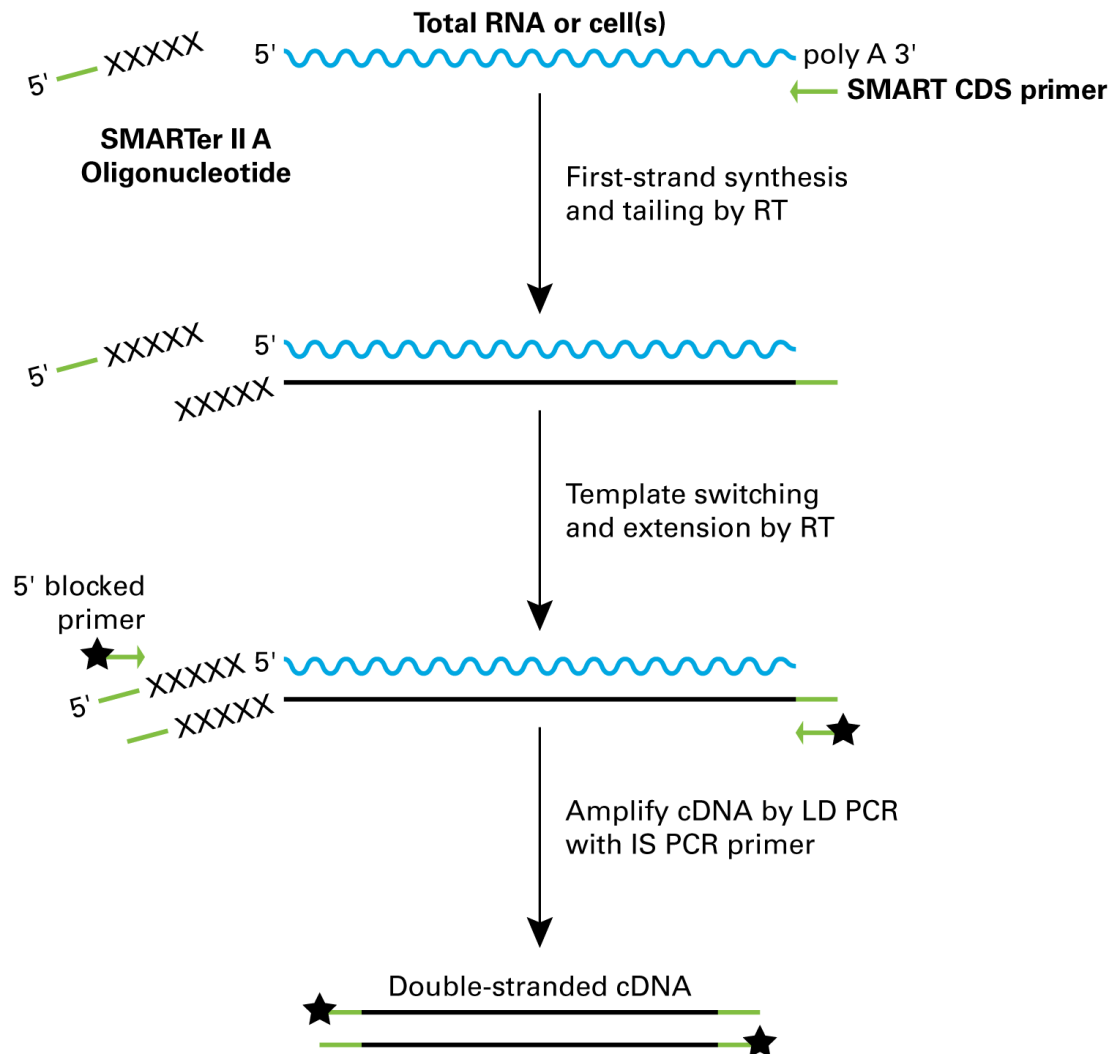 Total RNA or cell(s)
5' XXXXX
5' poly A 3'
SMART CDS primer
SMARTer II A
Oligonucleotide
First-strand synthesis
and tailing by RT
5' XXXXX
5'
XXXXX
Template switching
and extension by RT
5' blocked
primer
5' XXXXX
5'
XXXXX
Amplify cDNA by LD PCR
with IS PCR primer
Double-stranded cDNA